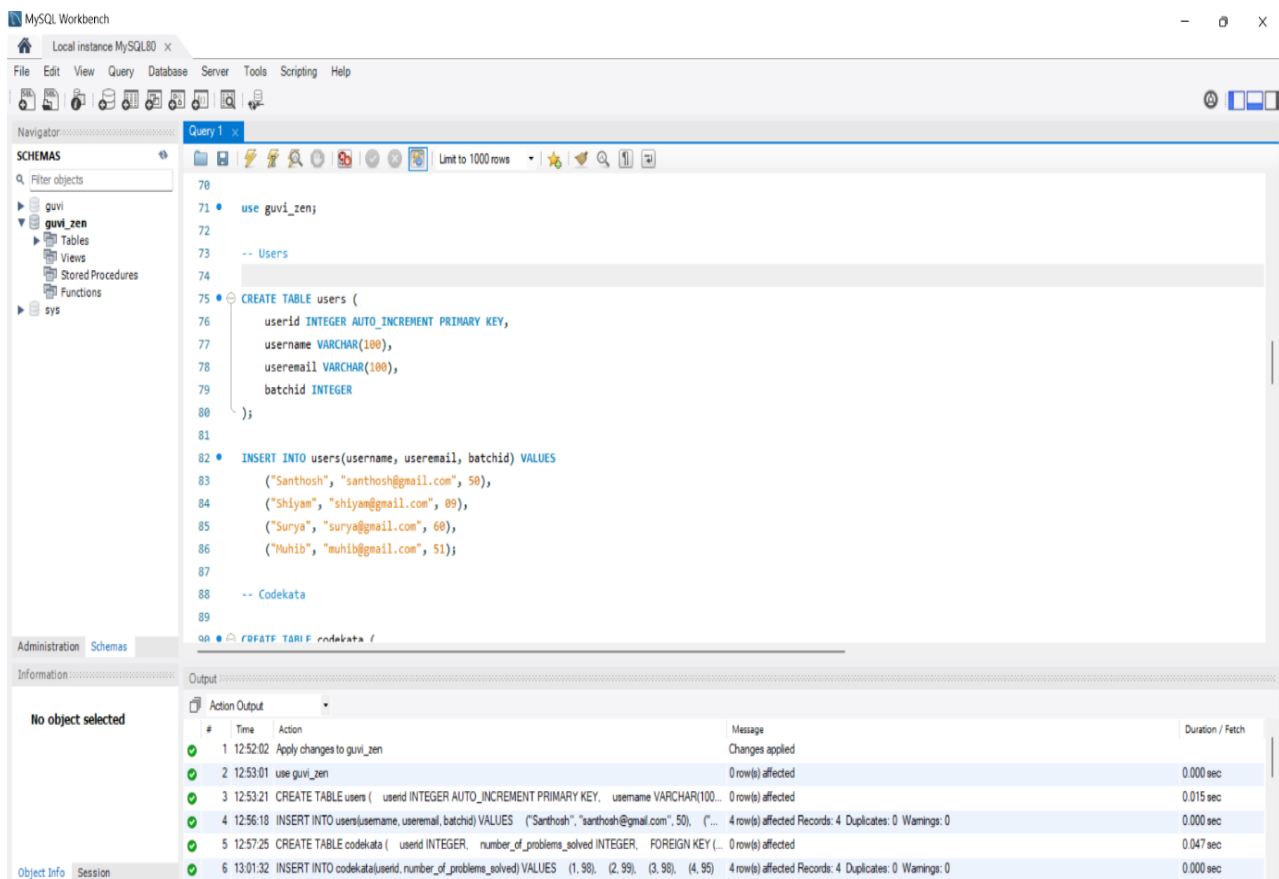 MySQL Workbench
Local instance MySQL80
File Edit View Query Database Server Tools Scripting Help
Navigator
Query 1
SCHEMAS
Limit to 1000 rows
Filter objects
guvi
guvi_zen
Tables
Views
Stored Procedures
Functions
sys
70
71 use guvi_zen;
72
73 -- Users
74
75 CREATE TABLE users (
76 userid INTEGER AUTO_INCREMENT PRIMARY KEY,
77 username VARCHAR(100),
78 useremail VARCHAR(100),
79 batchid INTEGER
80 );
81
82 INSERT INTO users(username, useremail, batchid) VALUES
83 ("Santhosh", "santhosh@gmail.com", 50),
84 ("Shiyam", "shiyam@gmail.com", 09),
85 ("Surya", "surya@gmail.com", 60),
86 ("Muhib", "muhib@gmail.com", 51);
87
88 -- Codekata
89
90 CREATE TABLE codekata (
Administration Schemas
Information
No object selected
Object Info Session
Output
Action Output
# Time Action Message Duration / Fetch
1 12:52:02 Apply changes to guvi_zen Changes applied
2 12:53:01 use guvi_zen 0 row(s) affected 0.000 sec
3 12:53:21 CREATE TABLE users ( userid INTEGER AUTO_INCREMENT PRIMARY KEY, username VARCHAR(100... 0 row(s) affected 0.015 sec
4 12:56:18 INSERT INTO users(username, useremail, batchid) VALUES ("Santhosh", "santhosh@gmail.com", 50), ("... 4 row(s) affected Records: 4 Duplicates: 0 Warnings: 0 0.000 sec
5 12:57:25 CREATE TABLE codekata ( userid INTEGER, number_of_problems_solved INTEGER, FOREIGN KEY (... 0 row(s) affected 0.047 sec
6 13:01:32 INSERT INTO codekata(userid, number_of_problems_solved) VALUES (1, 98), (2, 99), (3, 98), (4, 95) 4 row(s) affected Records: 4 Duplicates: 0 Warnings: 0 0.000 sec